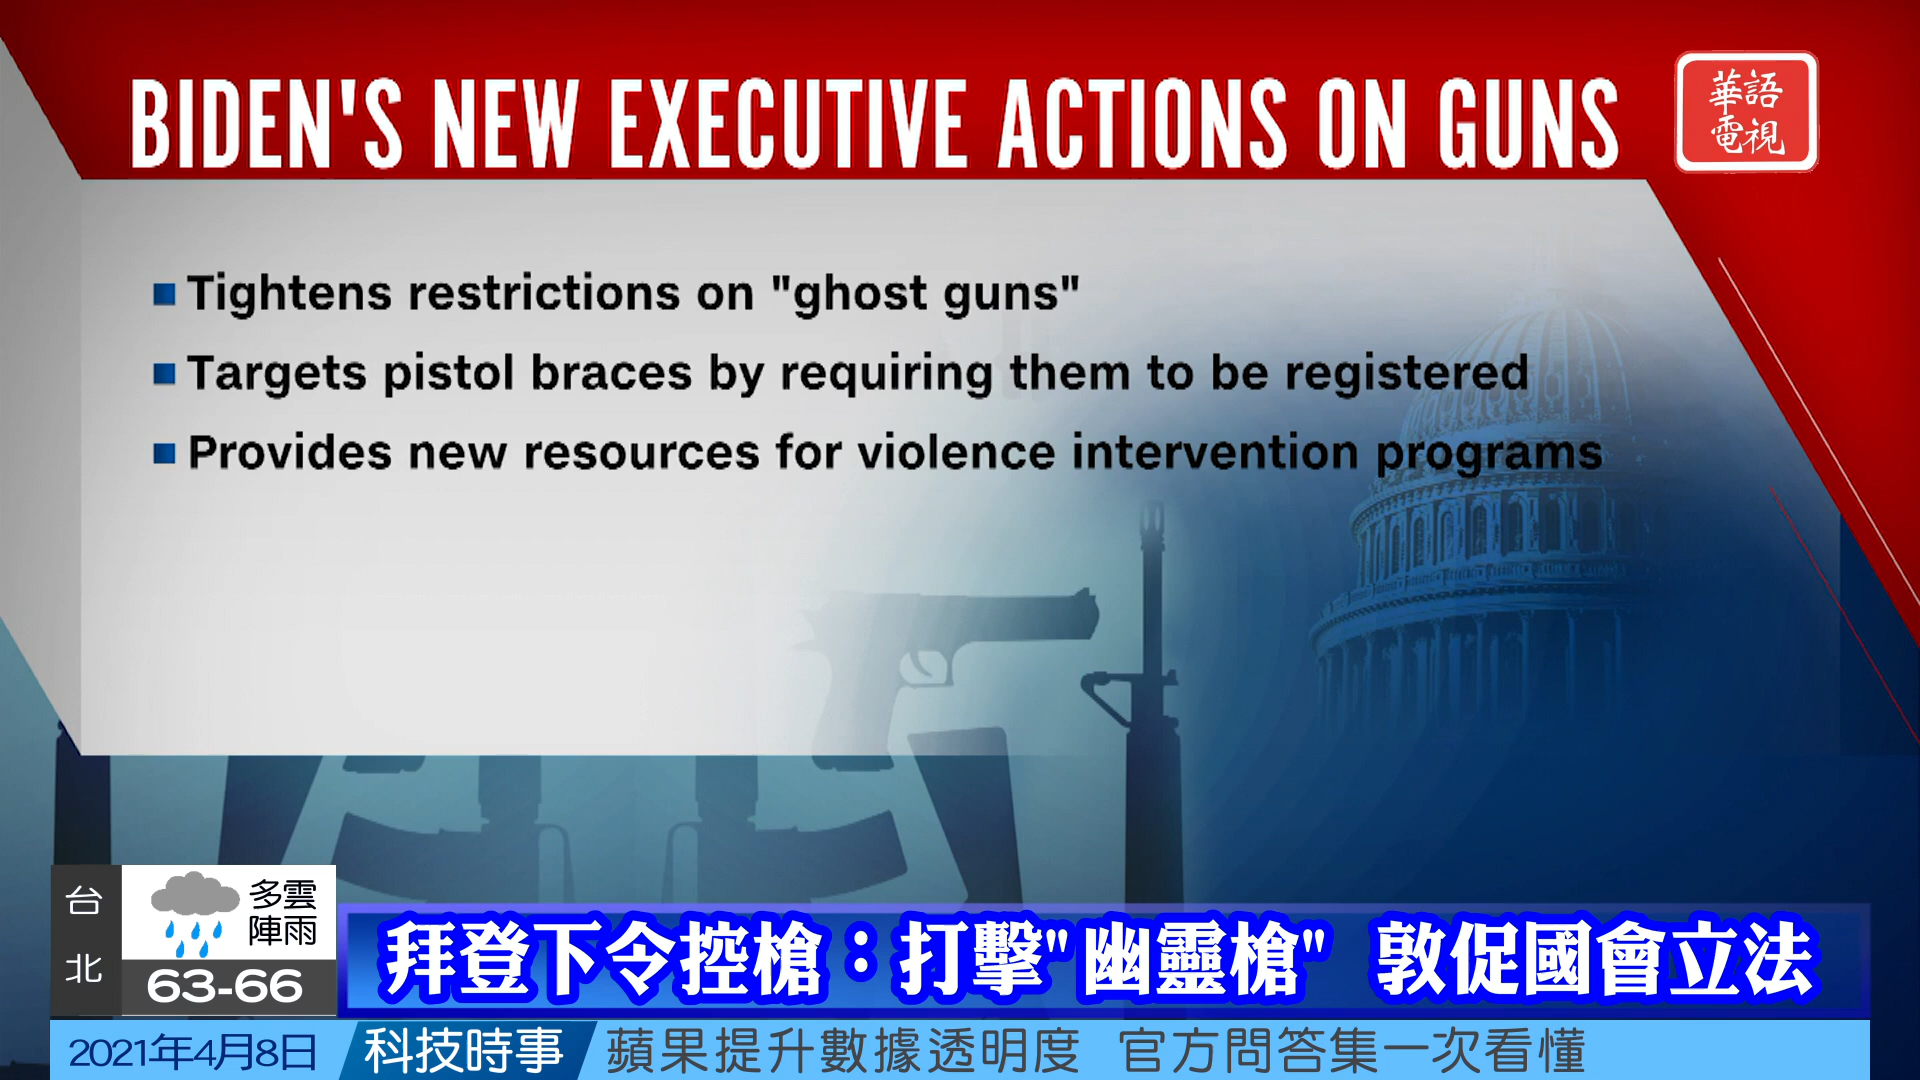 BIDEN'S NEW EXECUTIVE ACTIONS ON GUNS
華語
電視
Tightens restrictions on "ghost guns"
Targets pistol braces by requiring them to be registered
Provides new resources for violence intervention programs
台北
多雲
陣雨
63-66
拜登下令控槍：打擊"幽靈槍" 敦促國會立法
2021年4月8日 科技時事 蘋果提升數據透明度 官方問答集一次看懂